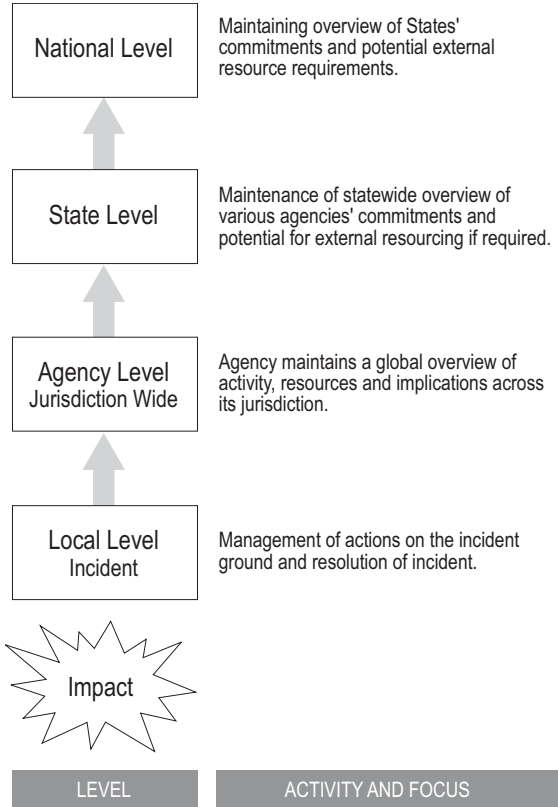 National Level
Maintaining overview of States'
commitments and potential external
resource requirements.
State Level
Maintenance of statewide overview of
various agencies' commitments and
potential for external resourcing if required.
Agency Level
Jurisdiction Wide
Agency maintains a global overview of
activity, resources and implications across
its jurisdiction.
Local Level
Incident
Management of actions on the incident
ground and resolution of incident.
Impact
LEVEL
ACTIVITY AND FOCUS